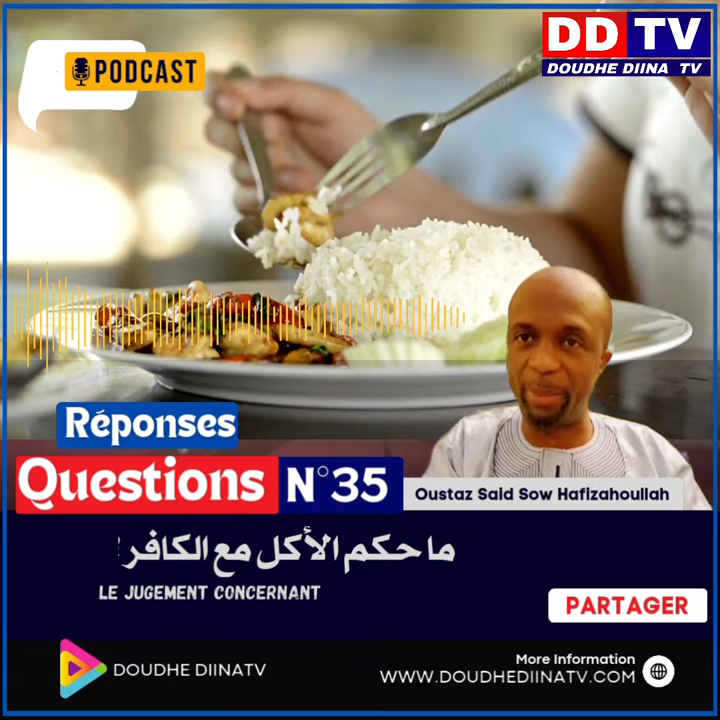 PODCAST
DD TV
DOUDHE DIINA TV
Réponses
Questions N°35
Oustaz Said Sow Hafizahoullah
ما حكم الأكل مع الكافر
LE JUGEMENT CONCERNANT
PARTAGER
DOUDHE DIINATV
More Information
WWW.DOUDHEDIINATV.COM